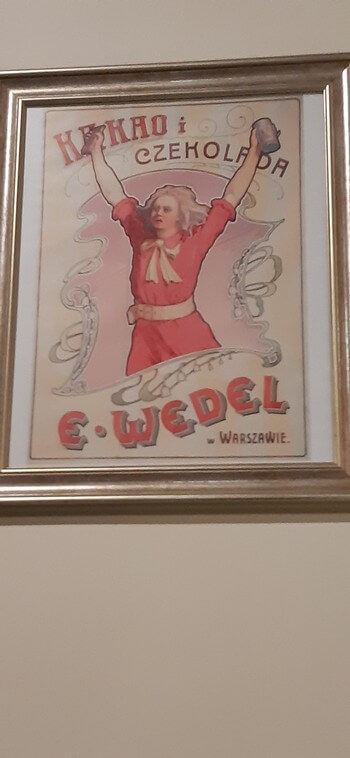 KAKAO i
CZEKOLADA
E. WEDEL
w WARSZAWIE.